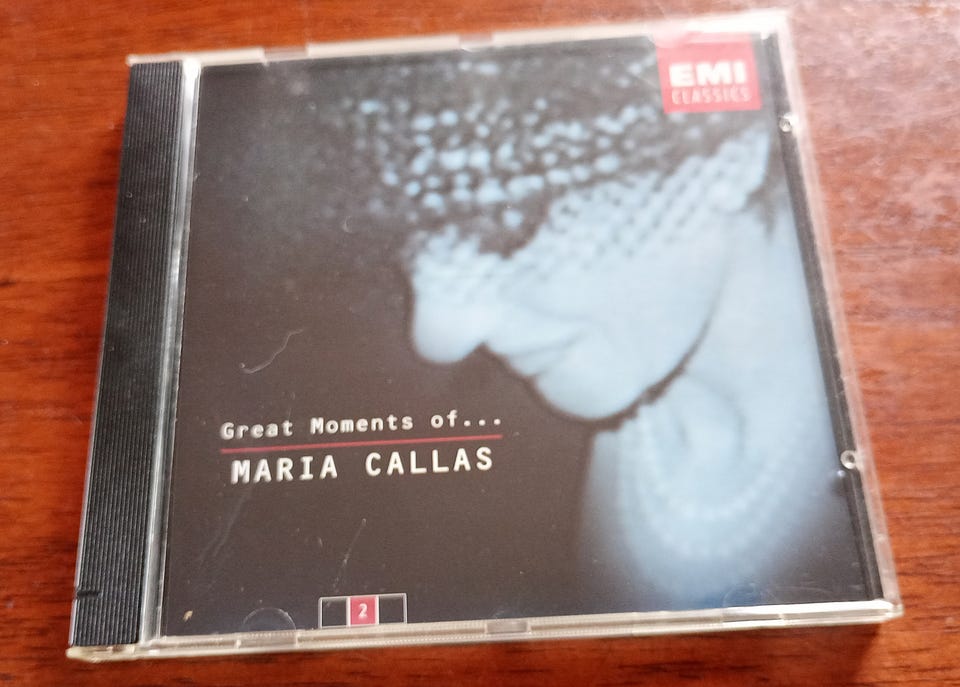 EMI
CLASSICS
Great Moments of...
MARIA CALLAS
2